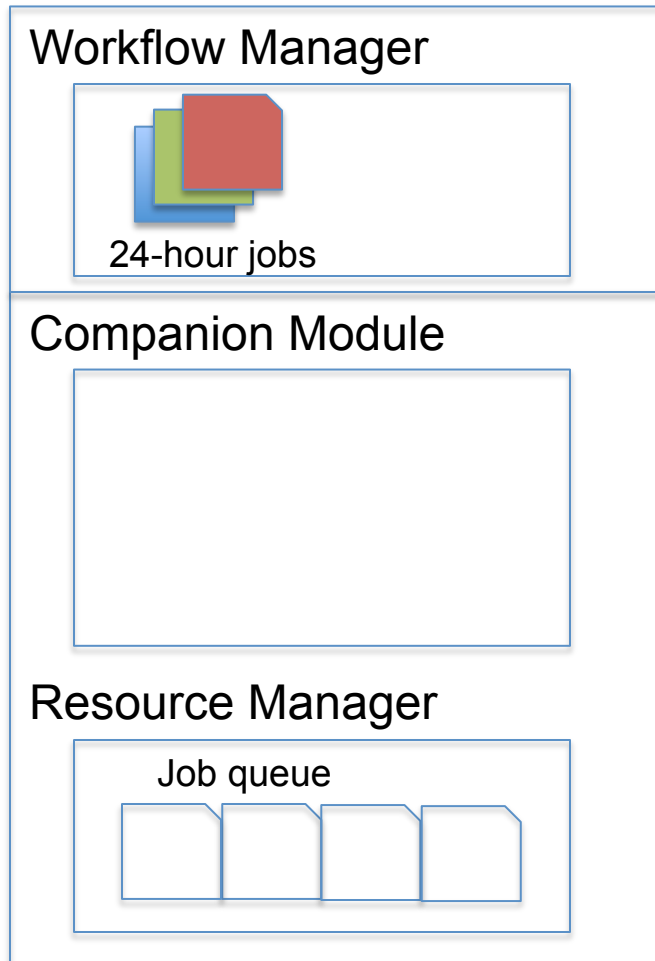 Workflow Manager
24-hour jobs
Companion Module
Resource Manager
Job queue